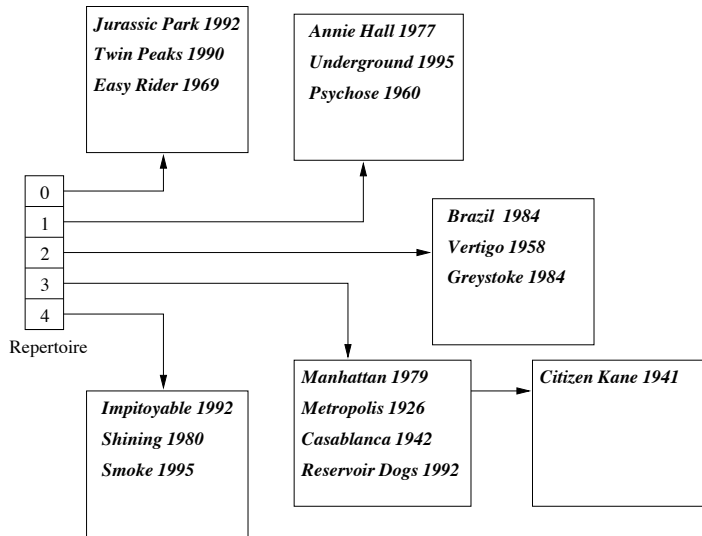 Jurassic Park 1992
Twin Peaks 1990
Easy Rider 1969
Annie Hall 1977
Underground 1995
Psychose 1960
0
1
2
3
4
Repertoire
Brazil 1984
Vertigo 1958
Greystoke 1984
Impitoyable 1992
Shining 1980
Smoke 1995
Manhattan 1979
Metropolis 1926
Casablanca 1942
Reservoir Dogs 1992
Citizen Kane 1941